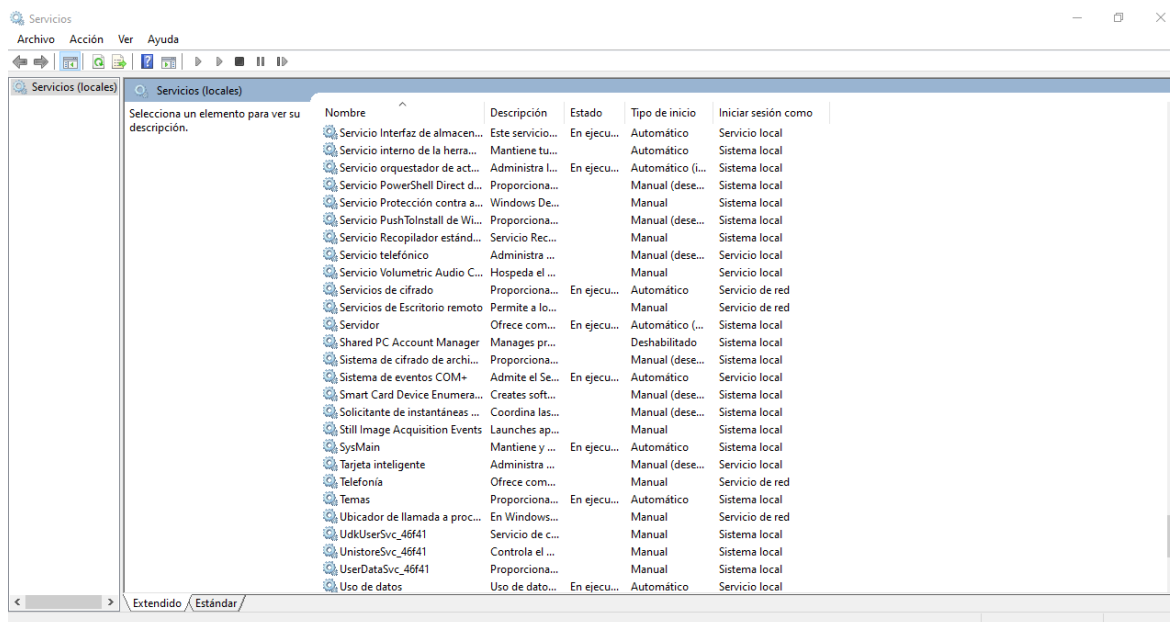 Servicios
Archivo Acción Ver Ayuda
Servicios (locales)
Servicios (locales)
Selecciona un elemento para ver su
descripción.
Nombre Descripción Estado Tipo de inicio Iniciar sesión como
Servicio Interfaz de almacen... Este servicio... En ejecu... Automático Servicio local
Servicio interno de la herra... Mantiene tu... Automático Sistema local
Servicio orquestador de act... Administra l... En ejecu... Automático (i... Sistema local
Servicio PowerShell Direct d... Proporciona... Manual (dese... Sistema local
Servicio Protección contra a... Windows De... Manual Sistema local
Servicio PushToInstall de Wi... Proporciona... Manual (dese... Sistema local
Servicio Recopilador estánd... Servicio Rec... Manual Sistema local
Servicio telefónico Administra ... Manual (dese... Servicio local
Servicio Volumetric Audio C... Hospeda el ... Manual Servicio local
Servicios de cifrado Proporciona... En ejecu... Automático Servicio de red
Servicios de Escritorio remoto Permite a lo... Manual Servicio de red
Servidor Ofrece com... En ejecu... Automático (... Sistema local
Shared PC Account Manager Manages pr... Deshabilitado Sistema local
Sistema de cifrado de archi... Proporciona... Manual (dese... Sistema local
Sistema de eventos COM+ Admite el Se... En ejecu... Automático Servicio local
Smart Card Device Enumera... Creates soft... Manual (dese... Sistema local
Solicitante de instantáneas ... Coordina las... Manual (dese... Sistema local
Still Image Acquisition Events Launches ap... Manual Sistema local
SysMain Mantiene y ... En ejecu... Automático Sistema local
Tarjeta inteligente Administra ... Manual (dese... Servicio local
Telefonía Ofrece com... Manual Servicio de red
Temas Proporciona... En ejecu... Automático Sistema local
Ubicador de llamada a proc... En Windows... Manual Servicio de red
UdkUserSvc_46f41 Servicio de c... Manual Sistema local
UnistoreSvc_46f41 Controla el ... Manual Sistema local
UserDataSvc_46f41 Proporciona... Manual Sistema local
Uso de datos Uso de dato... En ejecu... Automático Servicio local
Extendido Estándar